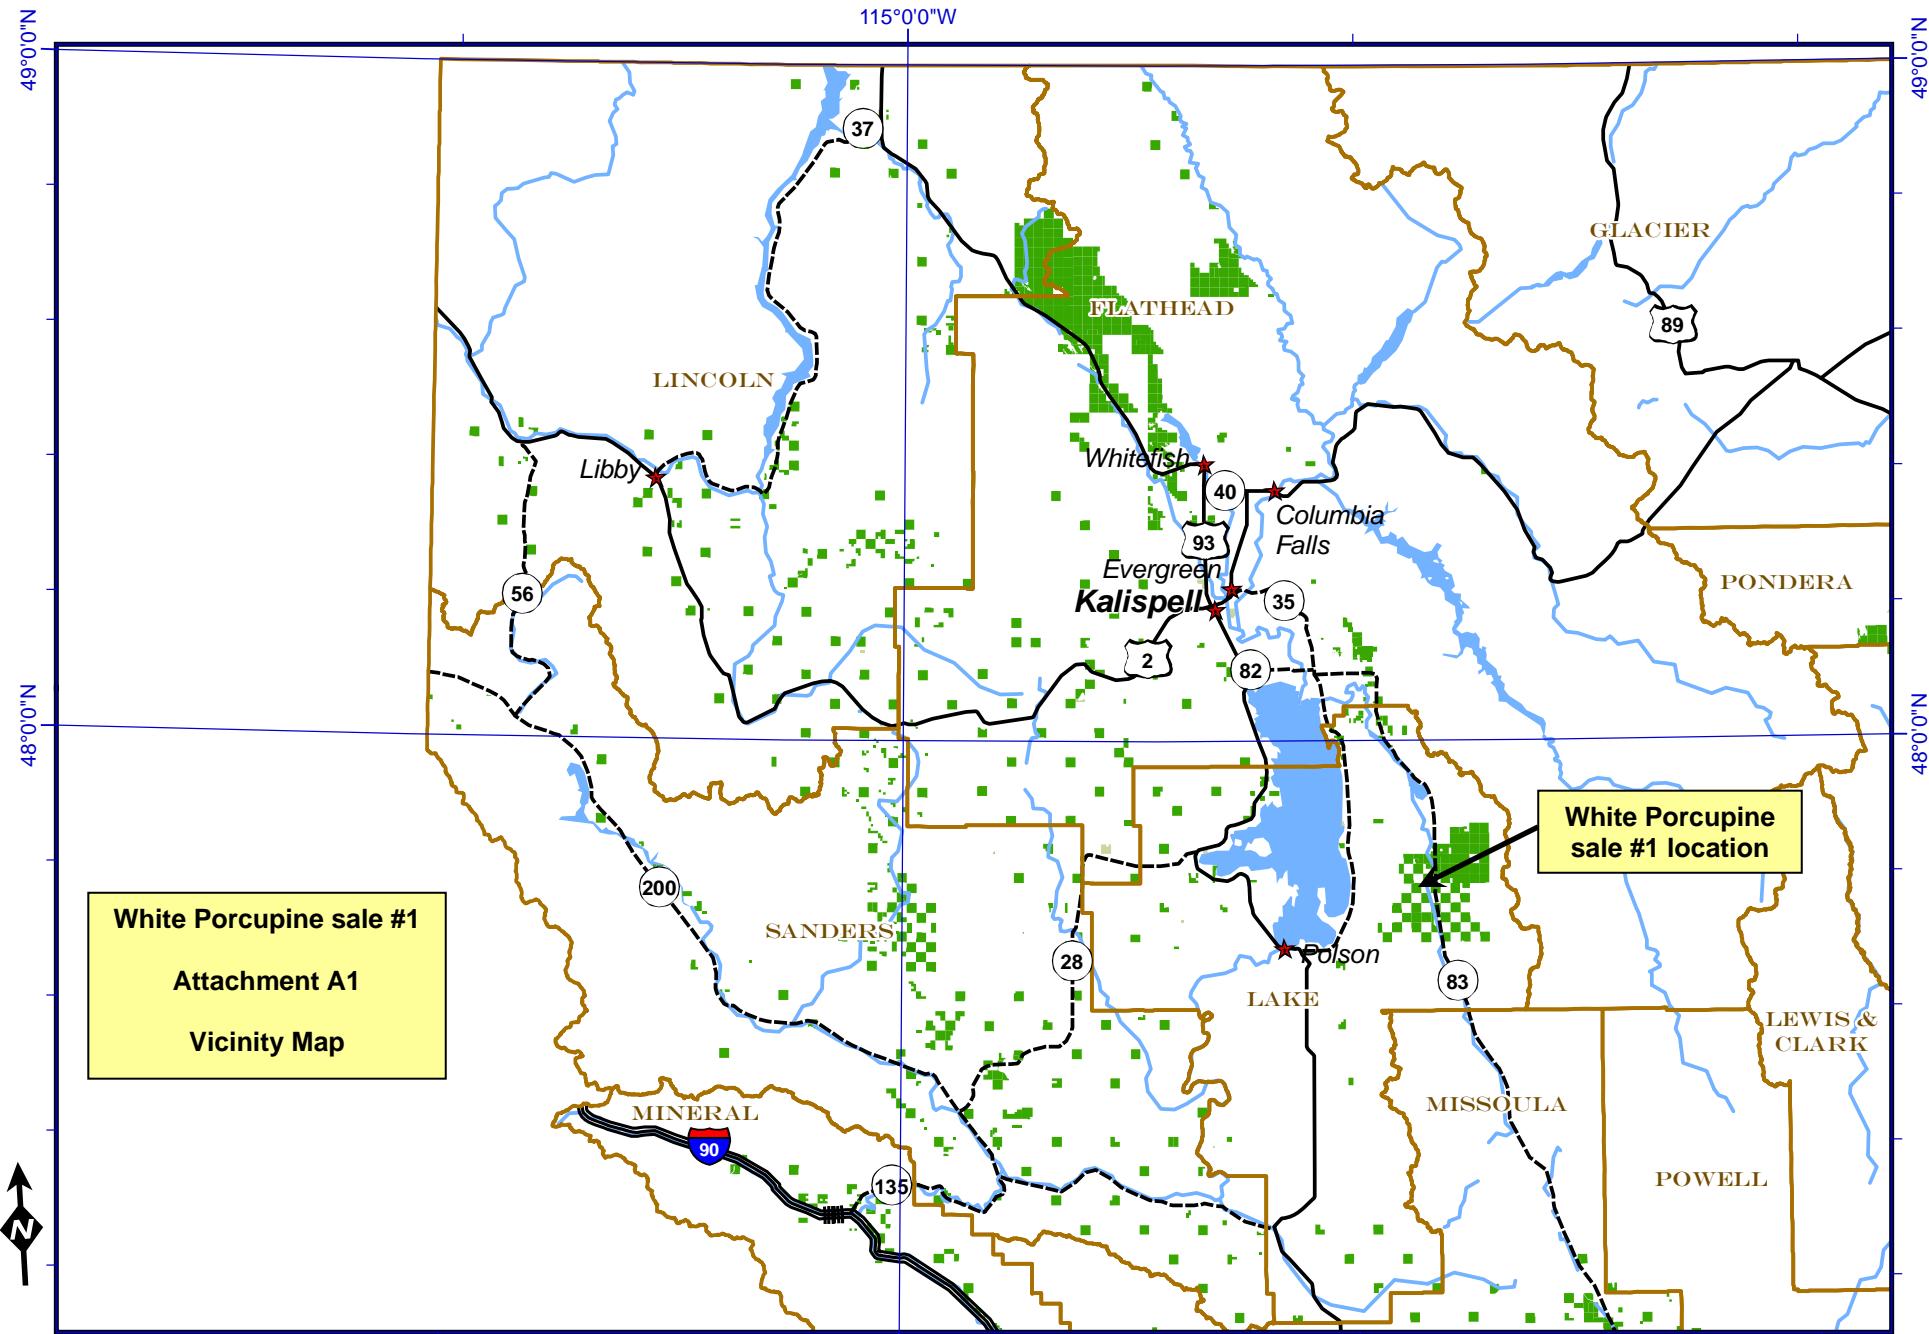 115°0'0"W
49°0'0"N
49°0'0"N
37
GLACIER
FLATHEAD
89
LINCOLN
Libby
Whitefish
40
Columbia
Falls
93
Evergreen
Kalispell
35
56
PONDERA
2
82
48°0'0"N
48°0'0"N
White Porcupine
sale #1 location
200
White Porcupine sale #1
Attachment A1
Vicinity Map
SANDERS
28
Polson
83
LAKE
LEWIS &
CLARK
MINERAL
MISSOULA
90
135
POWELL
N